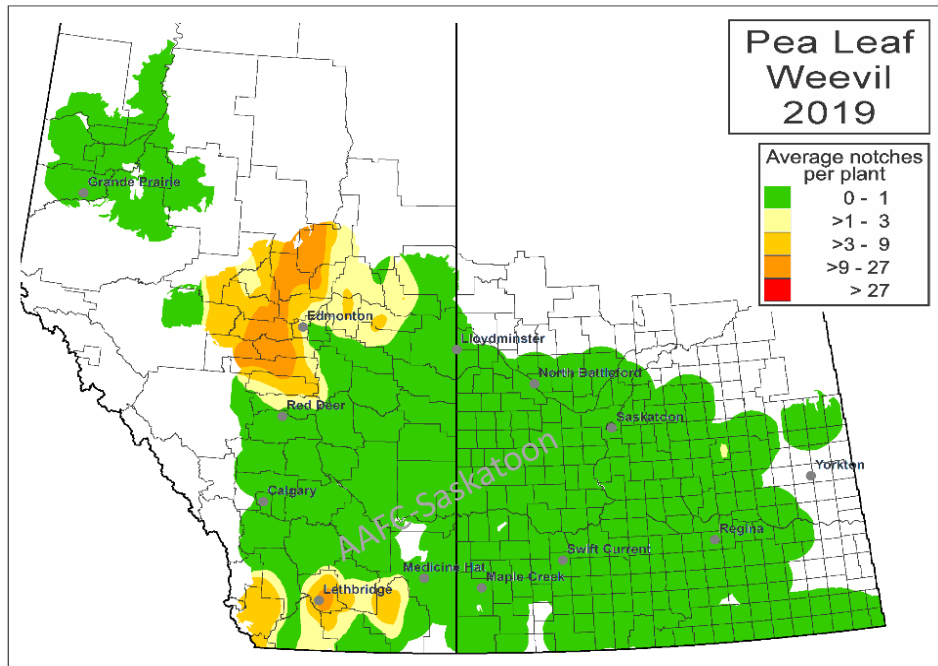 Pea Leaf
Weevil
2019
Average notches
per plant
0 - 1
>1 - 3
>3 - 9
>9 - 27
> 27
Grande Prairie
Edmonton
Lloydminster
North Battleford
Red Deer
Saskatoon
Yorkton
Calgary
AAFC-Saskatoon
Regina
Swift Current
Medicine Hat
Maple Creek
Lethbridge